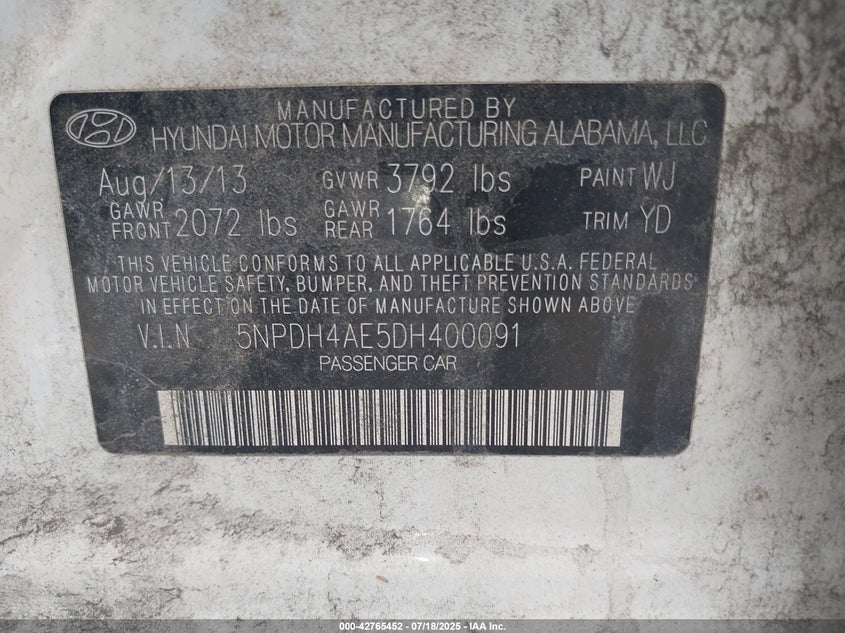 MANUFACTURED BY
HYUNDAI MOTOR MANUFACTURING ALABAMA, LLC
Aug/13/13 GVWR 3792 lbs PAINT WJ
GAWR FRONT 2072 lbs GAWR REAR 1764 lbs TRIM YD
THIS VEHICLE CONFORMS TO ALL APPLICABLE U.S.A. FEDERAL
MOTOR VEHICLE SAFETY, BUMPER, AND THEFT PREVENTION STANDARDS
IN EFFECT ON THE DATE OF MANUFACTURE SHOWN ABOVE
V.I.N 5NPDH4AE5DH400091
PASSENGER CAR
000-42765452 - 07/18/2025 - IAA Inc.